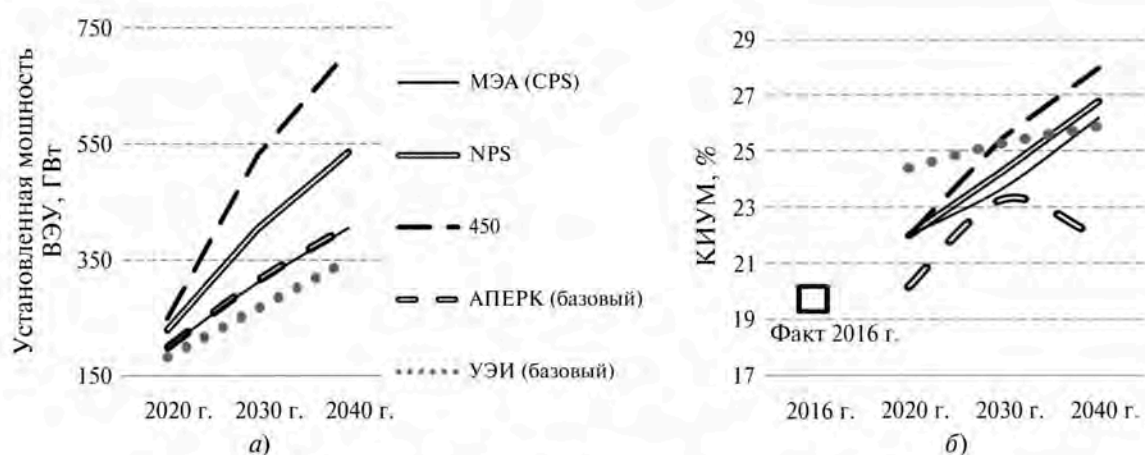 Установленная мощность
ВЭУ, ГВт
750
550
350
150
2020 г. 2030 г. 2040 г.
а)
МЭА (CPS)
NPS
450
АПЕРК (базовый)
УЭИ (базовый)
КИУМ, %
29
27
25
23
21
19
17
Факт 2016 г.
2016 г. 2020 г. 2030 г. 2040 г.
б)